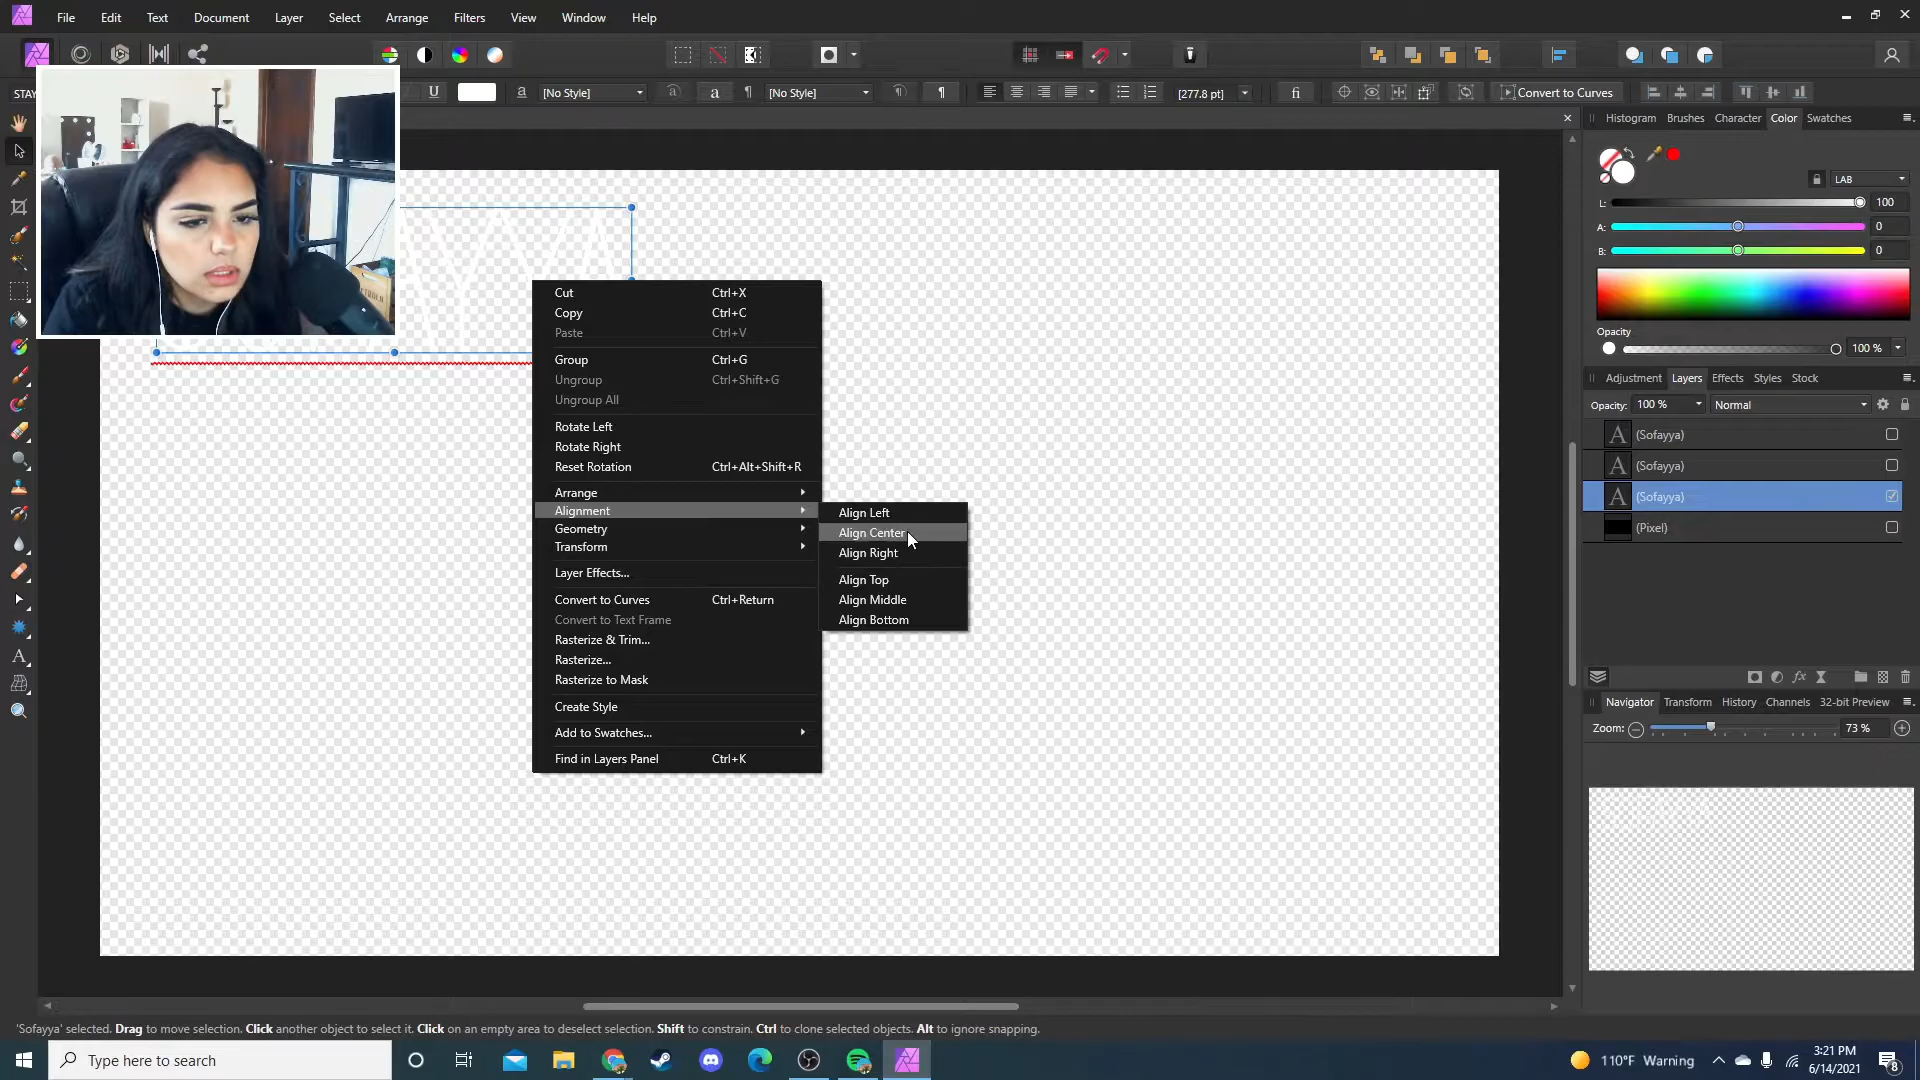 File Edit Text Document Layer Select Arrange Filters View Window Help
STAY
U a [No Style] a a ¶ [No Style] ¶ [277.8 pt] fi Convert to Curves
Histogram Brushes Character Color Swatches
LAB
L: 100
A: 0
B: 0
Opacity
100 %
Adjustment Layers Effects Styles Stock
Opacity: 100 % Normal
A (Sofayya)
A (Sofayya)
A (Sofayya)
(Pixel)
Cut Ctrl+X
Copy Ctrl+C
Paste Ctrl+V
Group Ctrl+G
Ungroup Ctrl+Shift+G
Ungroup All
Rotate Left
Rotate Right
Reset Rotation Ctrl+Alt+Shift+R
Arrange
Alignment
Geometry
Transform
Layer Effects...
Convert to Curves Ctrl+Return
Convert to Text Frame
Rasterize & Trim...
Rasterize...
Rasterize to Mask
Create Style
Add to Swatches...
Find in Layers Panel Ctrl+K
Align Left
Align Center
Align Right
Align Top
Align Middle
Align Bottom
Navigator Transform History Channels 32-bit Preview
Zoom: 73 %
'Sofayya' selected. Drag to move selection. Click another object to select it. Click on an empty area to deselect selection. Shift to constrain. Ctrl to clone selected objects. Alt to ignore snapping.
Type here to search
110°F Warning
3:21 PM
6/14/2021
8